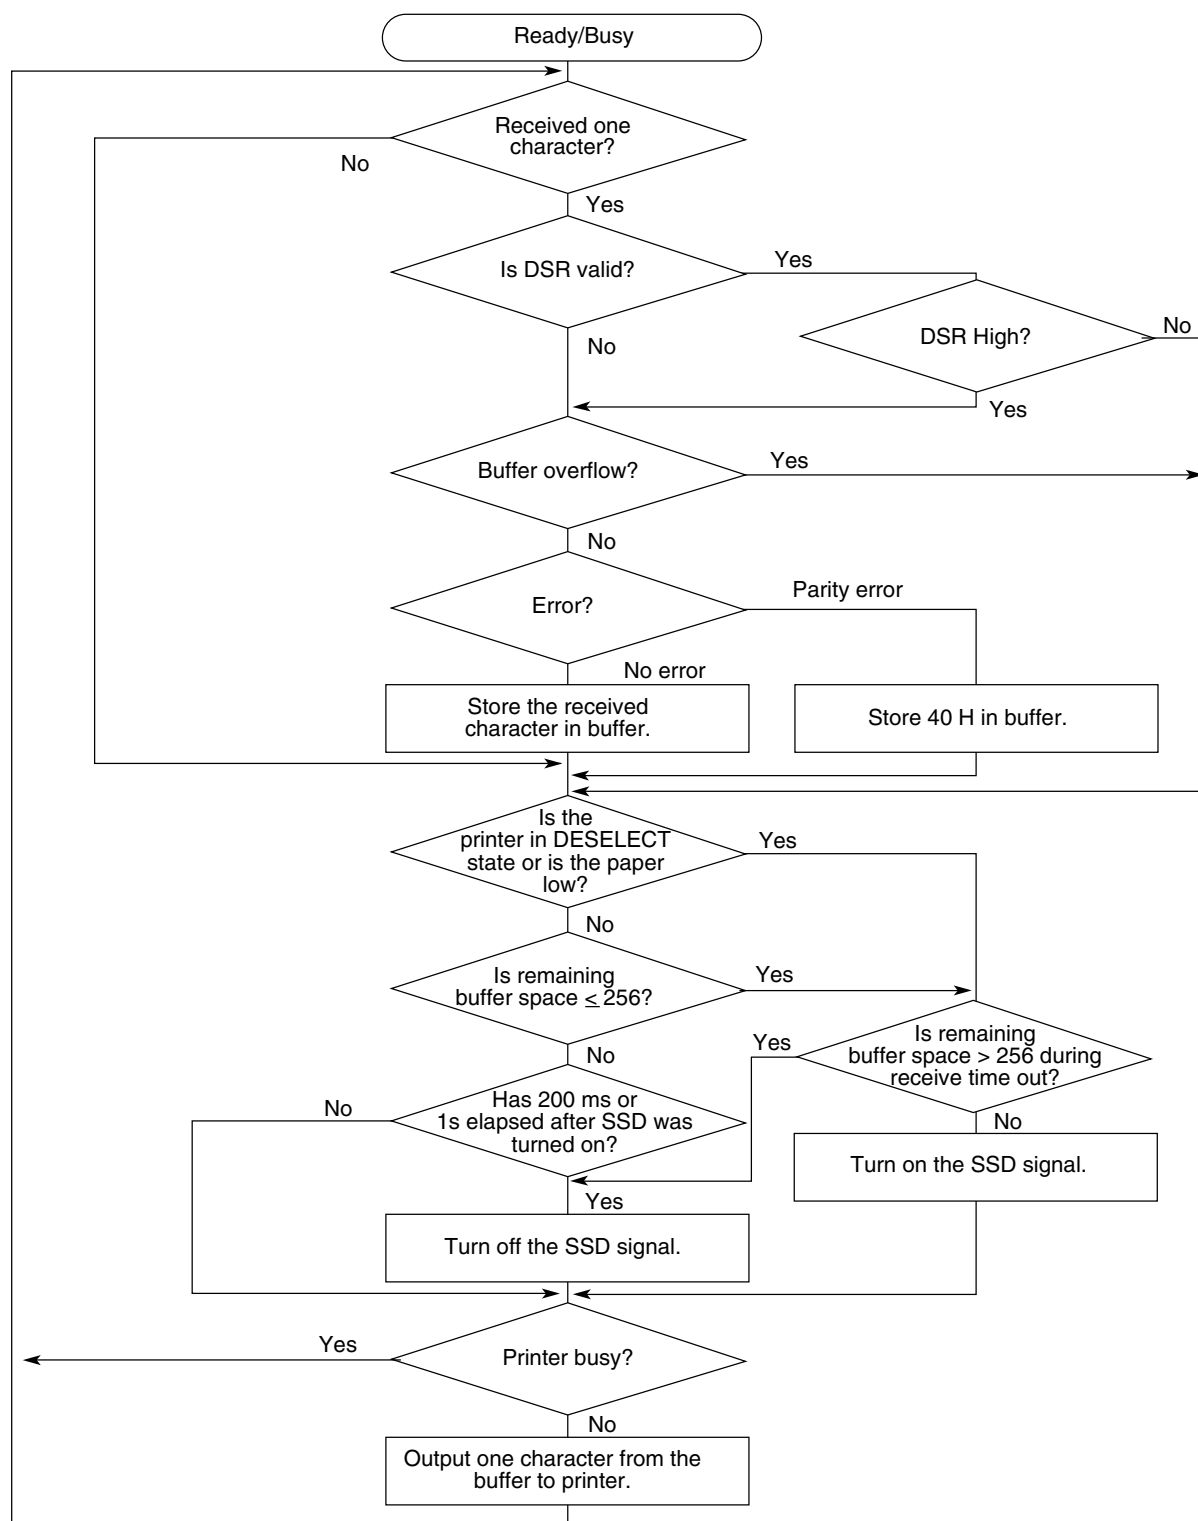 Ready/Busy
Received one
character?
No
Yes
Is DSR valid?
Yes
No
DSR High?
No
Yes
Buffer overflow?
Yes
No
Error?
Parity error
No error
Store the received
character in buffer.
Store 40 H in buffer.
Is the
printer in DESELECT
state or is the paper
low?
Yes
No
Is remaining
buffer space ≤ 256?
Yes
No
Is remaining
buffer space > 256 during
receive time out?
Yes
No
Has 200 ms or
1s elapsed after SSD was
turned on?
No
Yes
Turn on the SSD signal.
Turn off the SSD signal.
Printer busy?
Yes
No
Output one character from the
buffer to printer.